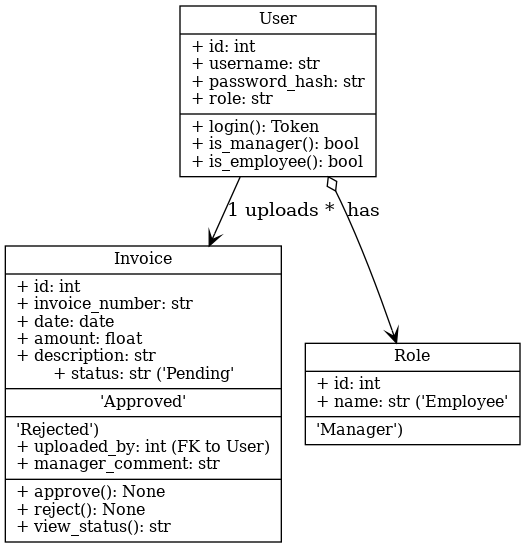 User
+ id: int
+ username: str
+ password_hash: str
+ role: str
+ login(): Token
+ is_manager(): bool
+ is_employee(): bool
1 uploads *
has
Invoice
+ id: int
+ invoice_number: str
+ date: date
+ amount: float
+ description: str
+ status: str ('Pending'
'Approved'
'Rejected')
+ uploaded_by: int (FK to User)
+ manager_comment: str
+ approve(): None
+ reject(): None
+ view_status(): str
Role
+ id: int
+ name: str ('Employee'
'Manager')